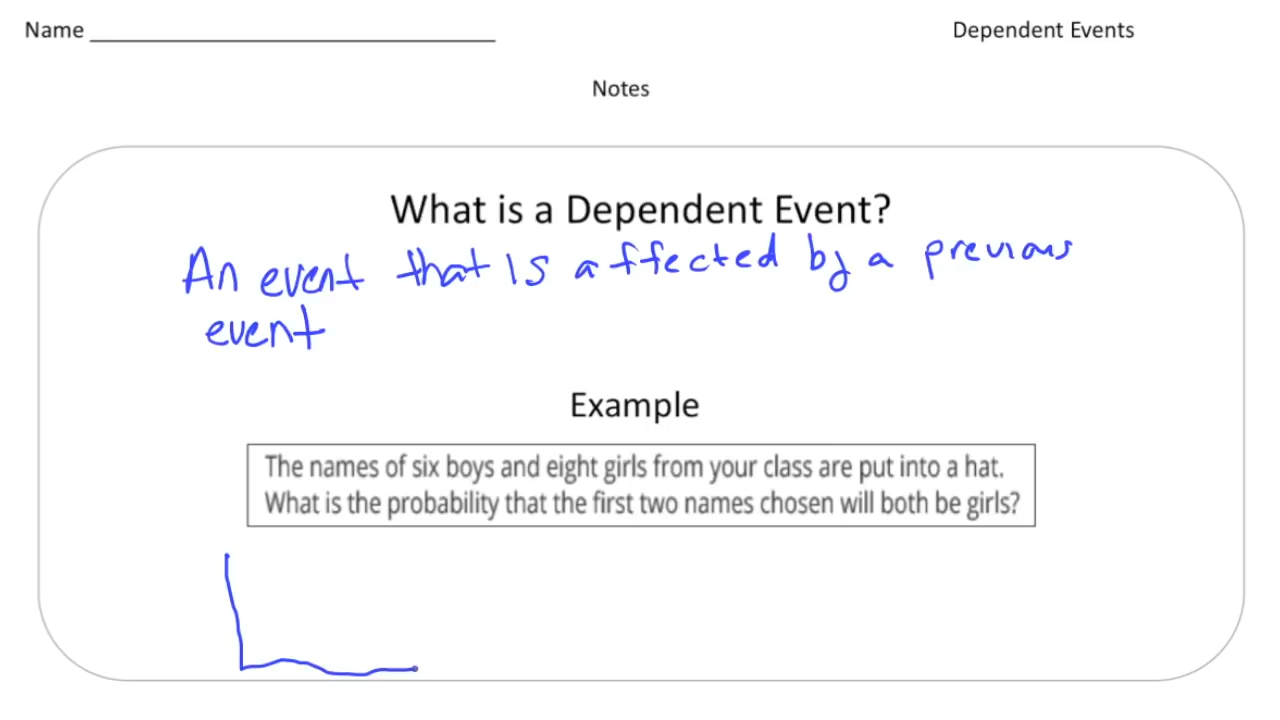 Name
Dependent Events
Notes
What is a Dependent Event?
An event that is affected by a previous
event
Example
The names of six boys and eight girls from your class are put into a hat.
What is the probability that the first two names chosen will both be girls?